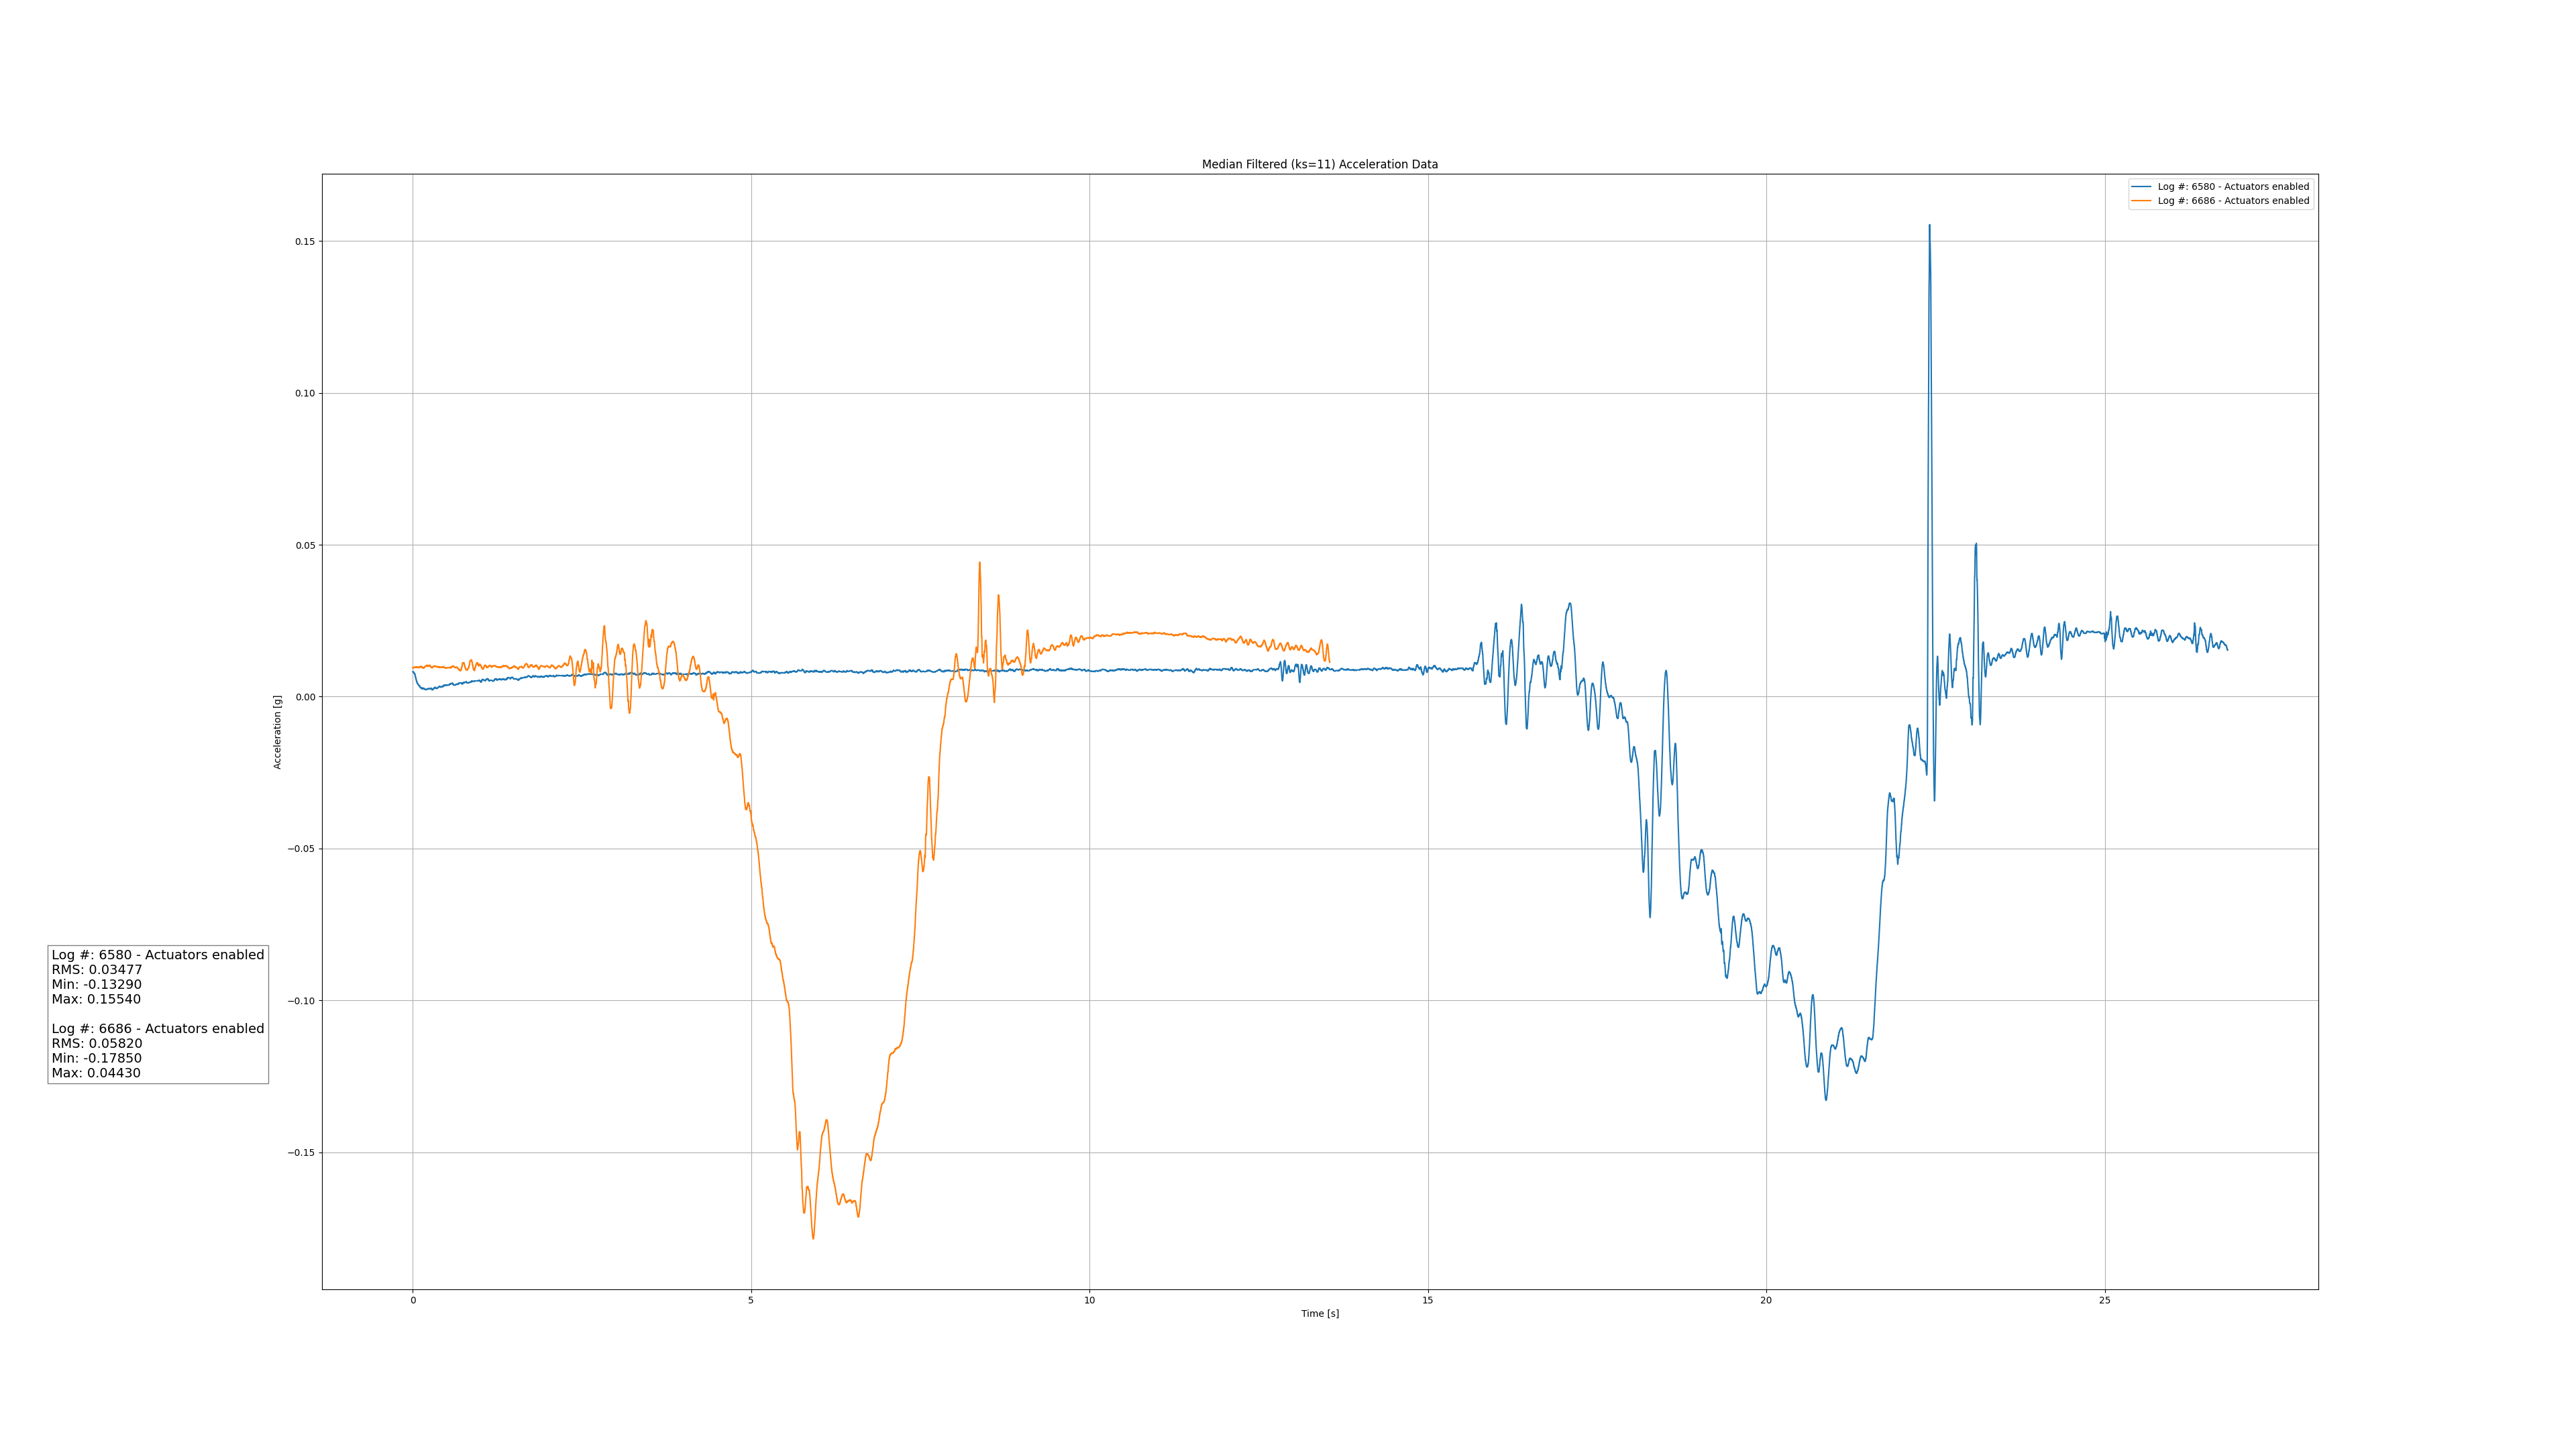 Median Filtered (ks=11) Acceleration Data
Log #: 6580 - Actuators enabled
Log #: 6686 - Actuators enabled
0.15
0.10
0.05
0.00
−0.05
−0.10
−0.15
Acceleration [g]
0
5
10
15
20
25
Time [s]
Log #: 6580 - Actuators enabled
RMS: 0.03477
Min: -0.13290
Max: 0.15540
Log #: 6686 - Actuators enabled
RMS: 0.05820
Min: -0.17850
Max: 0.04430